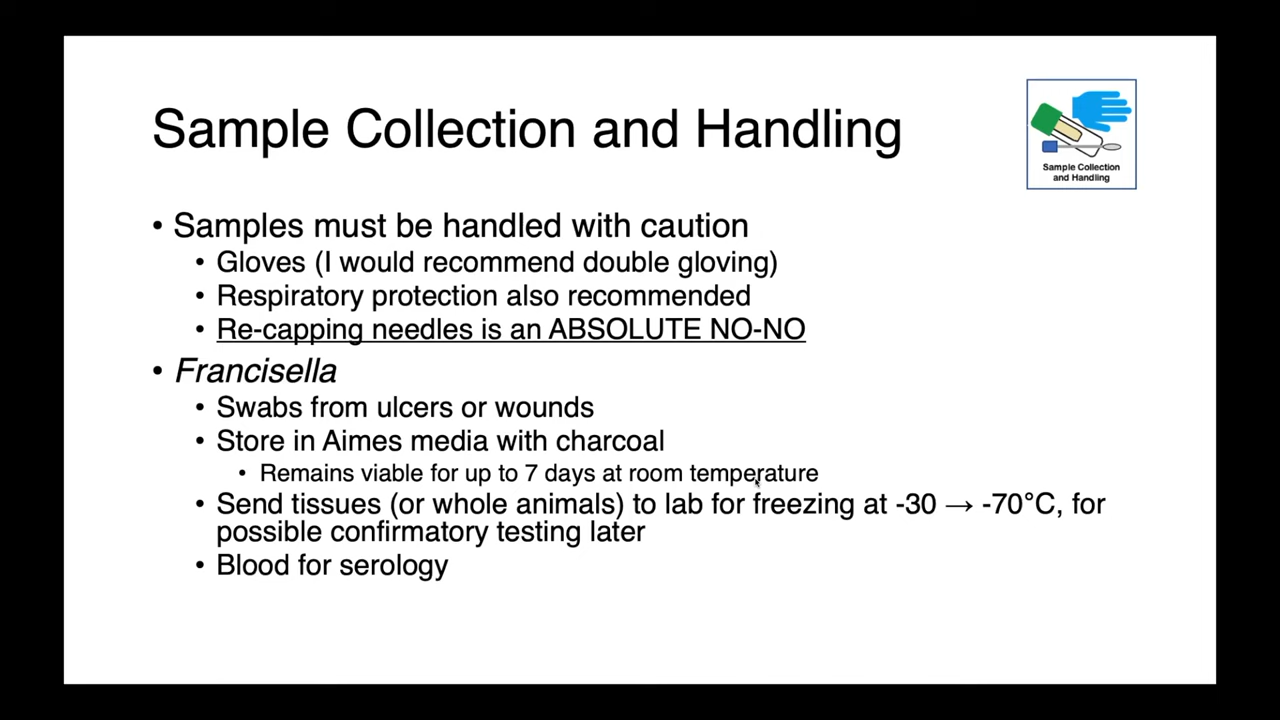 Sample Collection and Handling
Sample Collection
and Handling
• Samples must be handled with caution
• Gloves (I would recommend double gloving)
• Respiratory protection also recommended
• Re-capping needles is an ABSOLUTE NO-NO
• Francisella
• Swabs from ulcers or wounds
• Store in Aimes media with charcoal
• Remains viable for up to 7 days at room temperature
• Send tissues (or whole animals) to lab for freezing at -30 → -70°C, for
possible confirmatory testing later
• Blood for serology